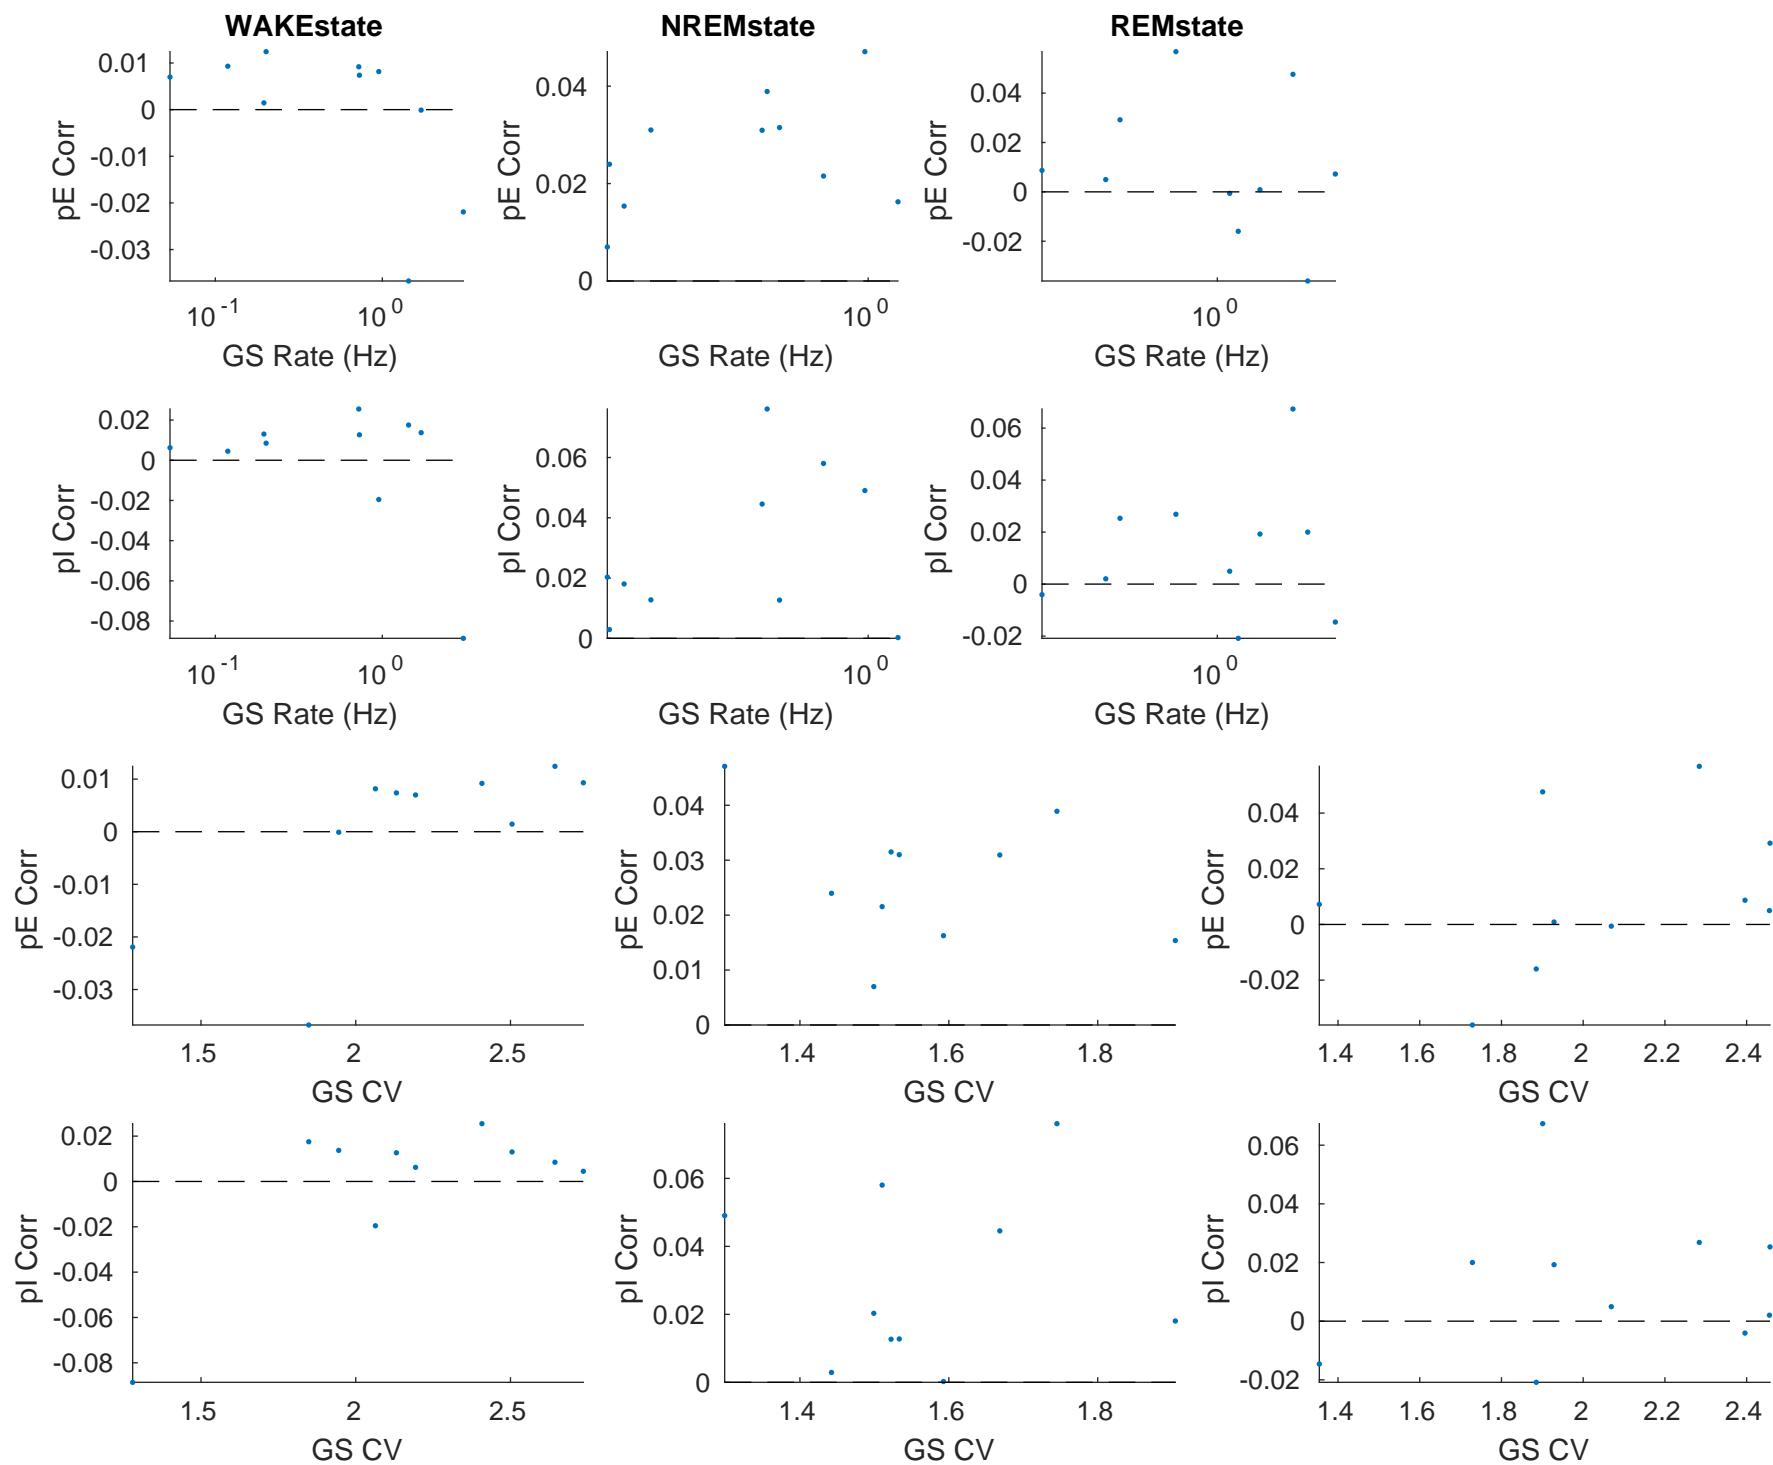 WAKEstate NREMstate REMstate
0.01
0
-0.01
-0.02
-0.03
pE Corr
10^-1 10^0
GS Rate (Hz)
0.04
0.02
0
pE Corr
10^0
0.04
0.02
0
-0.02
pE Corr
10^0
GS Rate (Hz)
0.02
0
-0.02
-0.04
-0.06
-0.08
pI Corr
10^-1 10^0
GS Rate (Hz)
0.06
0.04
0.02
0
pI Corr
10^0
GS Rate (Hz)
0.06
0.04
0.02
0
-0.02
pI Corr
10^0
GS Rate (Hz)
0.01
0
-0.01
-0.02
-0.03
pE Corr
1.5 2 2.5
GS CV
0.04
0.03
0.02
0.01
0
pE Corr
1.4 1.6 1.8
GS CV
0.04
0.02
0
-0.02
pE Corr
1.4 1.6 1.8 2 2.2 2.4
GS CV
0.02
0
-0.02
-0.04
-0.06
-0.08
pI Corr
1.5 2 2.5
GS CV
0.06
0.04
0.02
0
pI Corr
1.4 1.6 1.8
GS CV
0.06
0.04
0.02
0
-0.02
pI Corr
1.4 1.6 1.8 2 2.2 2.4
GS CV